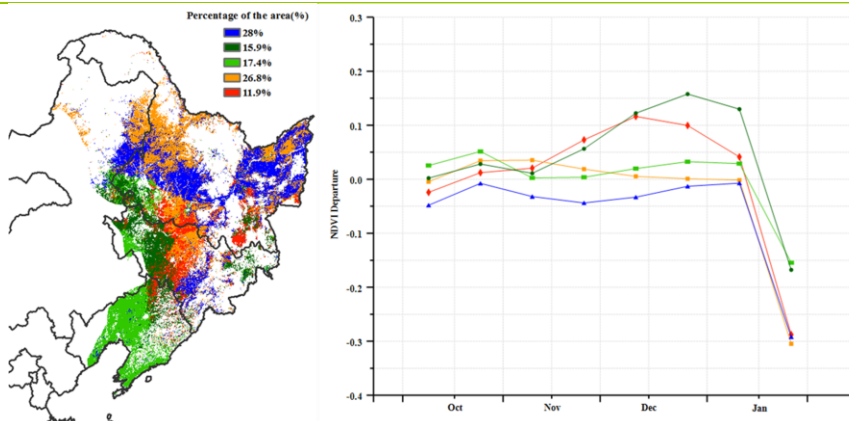 Percentage of the area(%)
28%
15.9%
17.4%
26.8%
11.9%
NDVI Departure
0.3
0.2
0.1
0.0
-0.1
-0.2
-0.3
-0.4
Oct
Nov
Dec
Jan